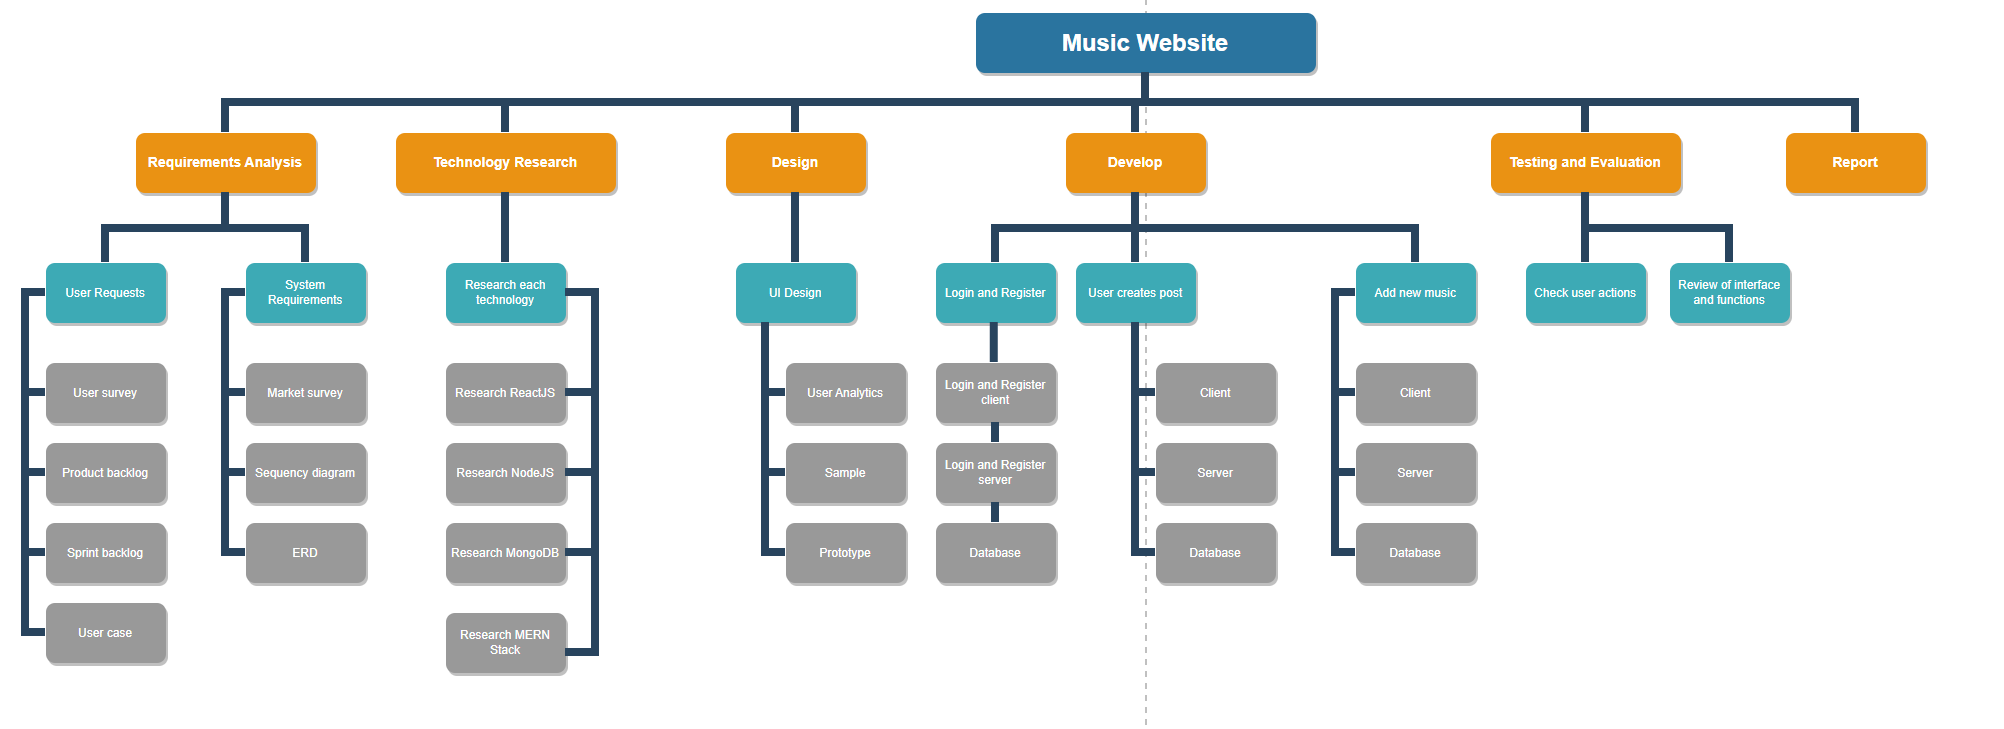 Music Website
Requirements Analysis
Technology Research
Design
Develop
Testing and Evaluation
Report
User Requests
System
Requirements
Research each
technology
UI Design
Login and Register
User creates post
Add new music
Check user actions
Review of interface
and functions
User survey
Market survey
Research ReactJS
User Analytics
Login and Register
client
Client
Client
Product backlog
Sequency diagram
Research NodeJS
Sample
Login and Register
server
Server
Server
Sprint backlog
ERD
Research MongoDB
Prototype
Database
Database
Database
User case
Research MERN
Stack